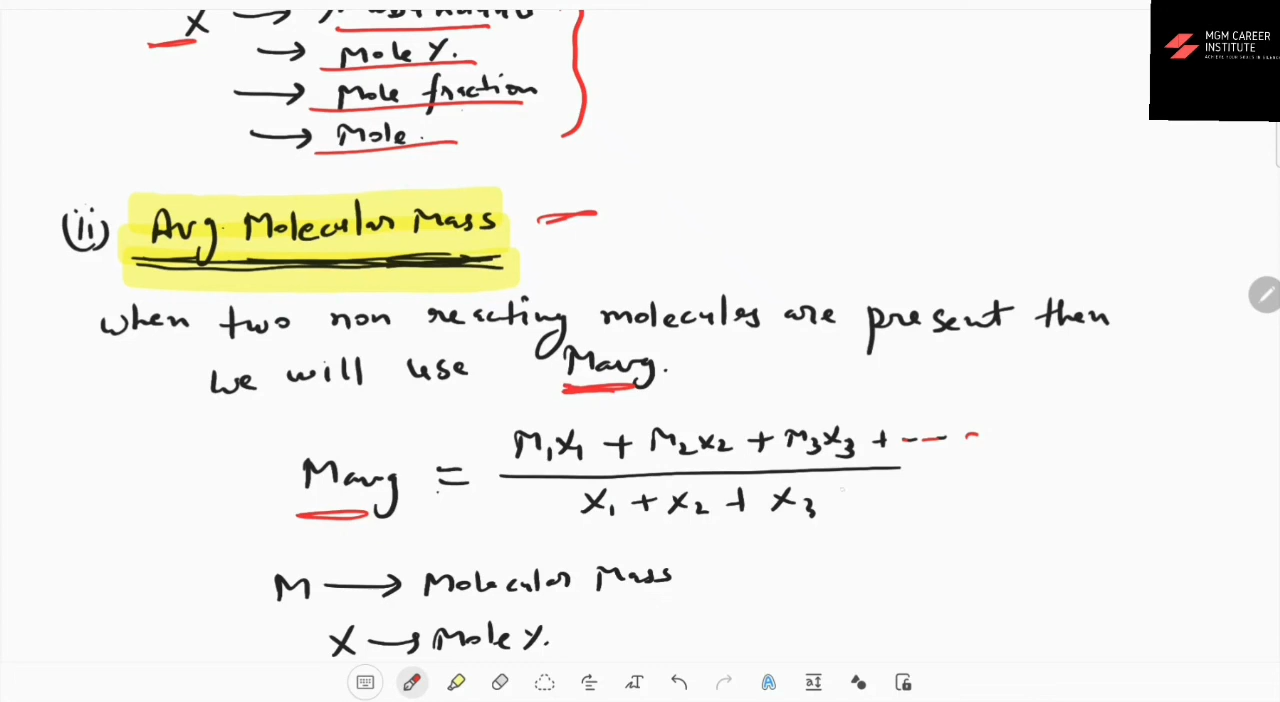 X →
→ Mole %.
→ Mole fraction
→ Mole.
(ii) Avg. Molecular Mass
when two non reacting molecules are present then
we will use Mavg.
Mavg = M₁X₁ + M₂X₂ + M₃X₃ + ----
X₁ + X₂ + X₃
M → Molecular Mass
X → Mole %.
MGM CAREER
INSTITUTE